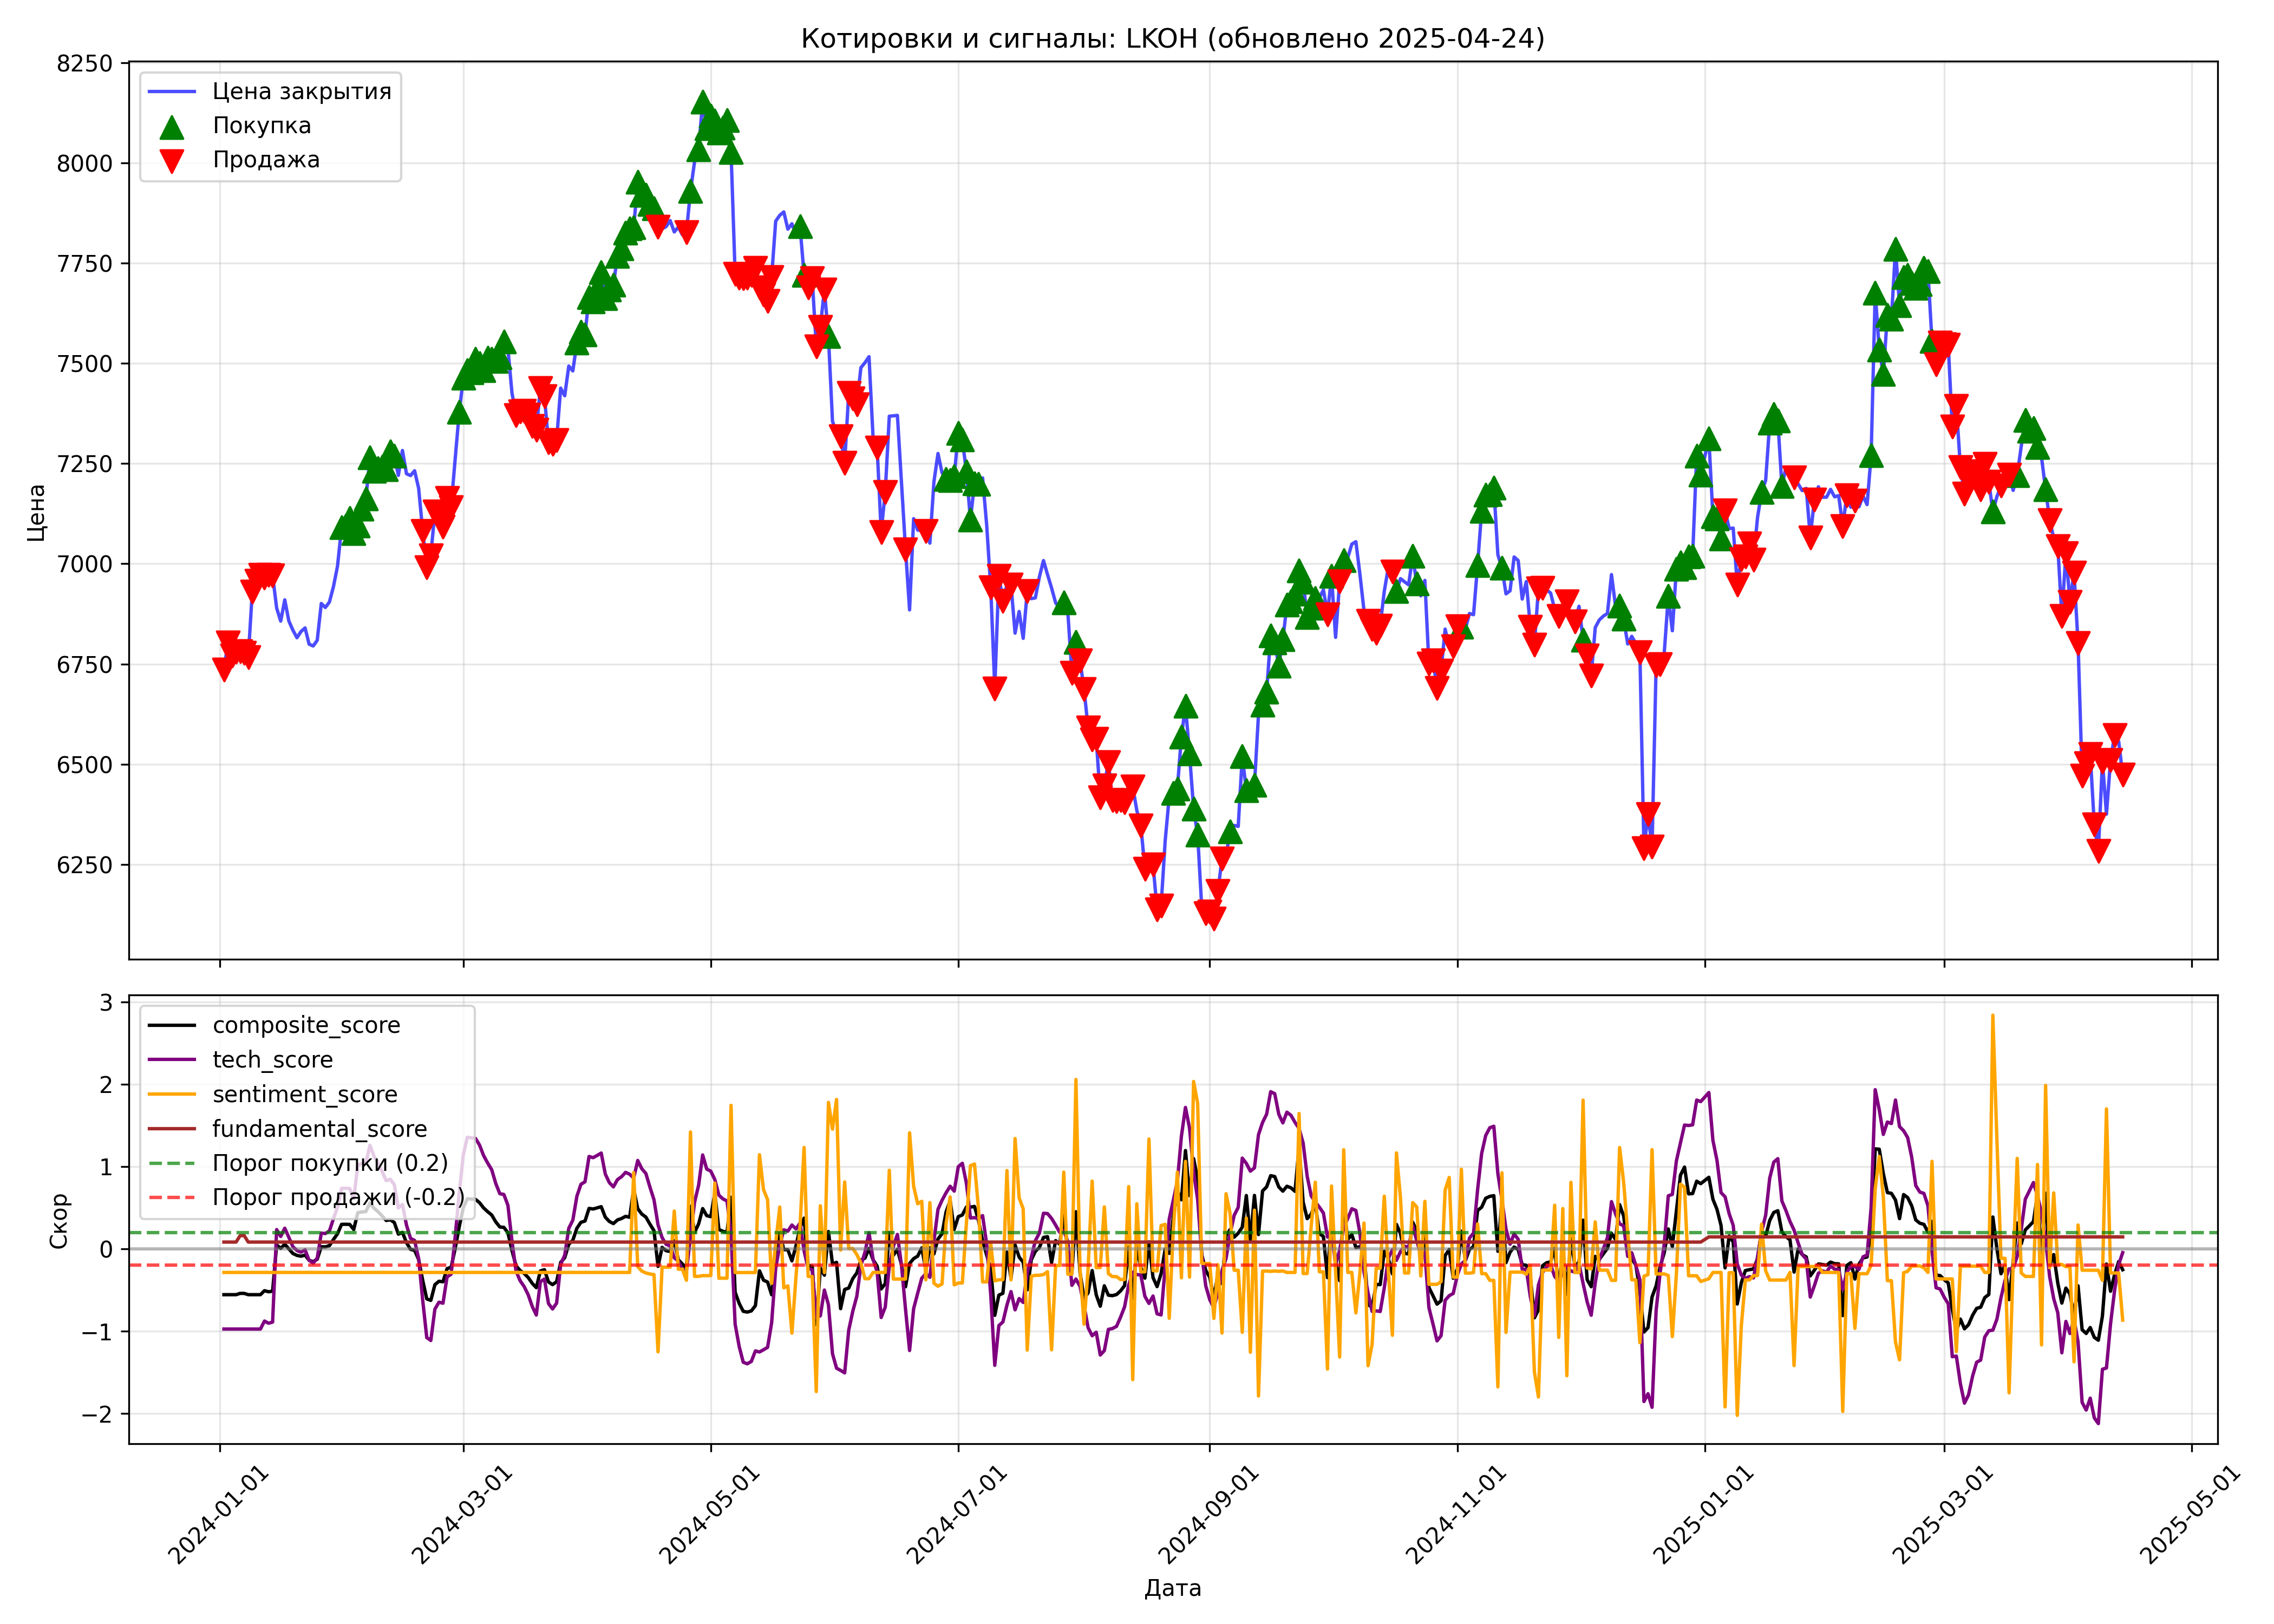 Котировки и сигналы: LKOH (обновлено 2025-04-24)
Цена закрытия
Покупка
Продажа
Цена
8250
8000
7750
7500
7250
7000
6750
6500
6250
composite_score
tech_score
sentiment_score
fundamental_score
Порог покупки (0.2)
Порог продажи (-0.2)
Скор
3
2
1
0
−1
−2
2024-01-01
2024-03-01
2024-05-01
2024-07-01
2024-09-01
2024-11-01
2025-01-01
2025-03-01
2025-05-01
Дата